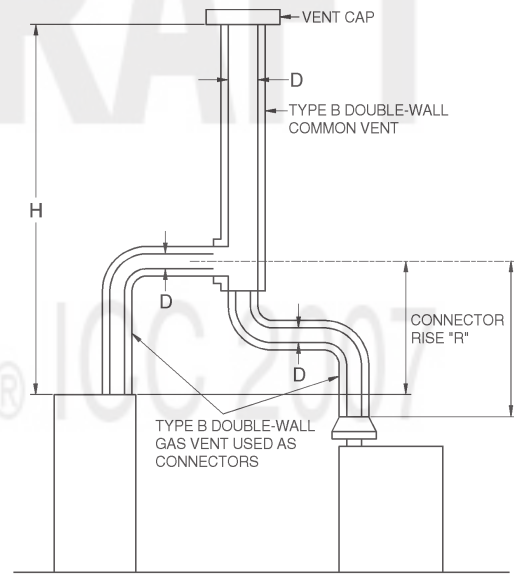 DRAFT
VENT CAP
D
TYPE B DOUBLE-WALL
COMMON VENT
H
D
CONNECTOR
RISE "R"
D
® ICC 2007
TYPE B DOUBLE-WALL
GAS VENT USED AS
CONNECTORS